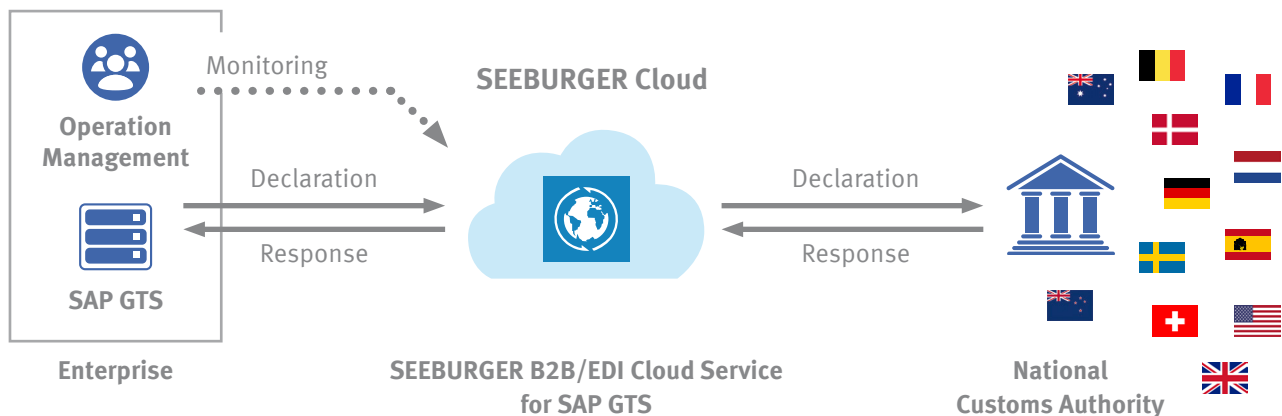 Monitoring
SEEBURGER Cloud
Operation
Management
Declaration
Declaration
Response
Response
SAP GTS
Enterprise
SEEBURGER B2B/EDI Cloud Service
for SAP GTS
National
Customs Authority